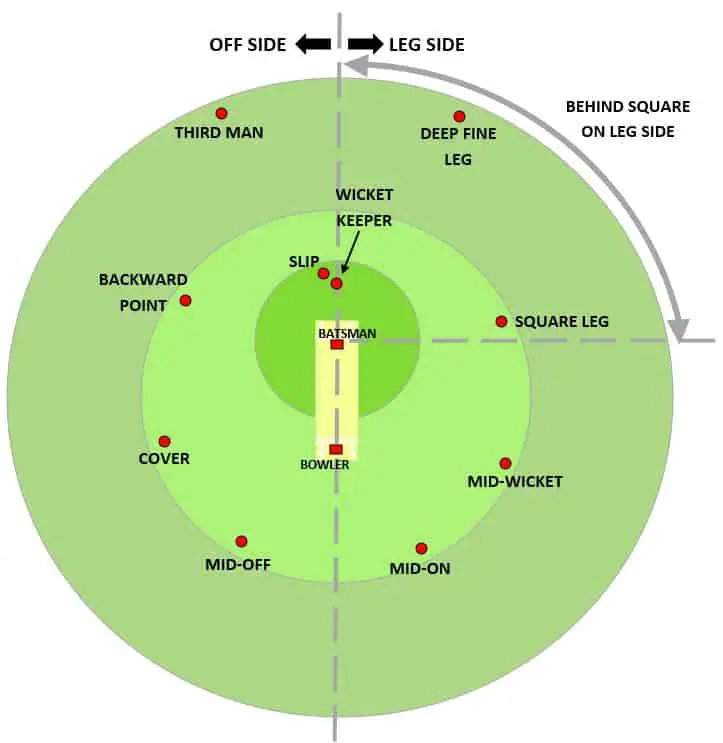 OFF SIDE
LEG SIDE
BEHIND SQUARE
ON LEG SIDE
THIRD MAN
DEEP FINE
LEG
WICKET
KEEPER
SLIP
BACKWARD
POINT
SQUARE LEG
BATSMAN
COVER
BOWLER
MID-WICKET
MID-OFF
MID-ON